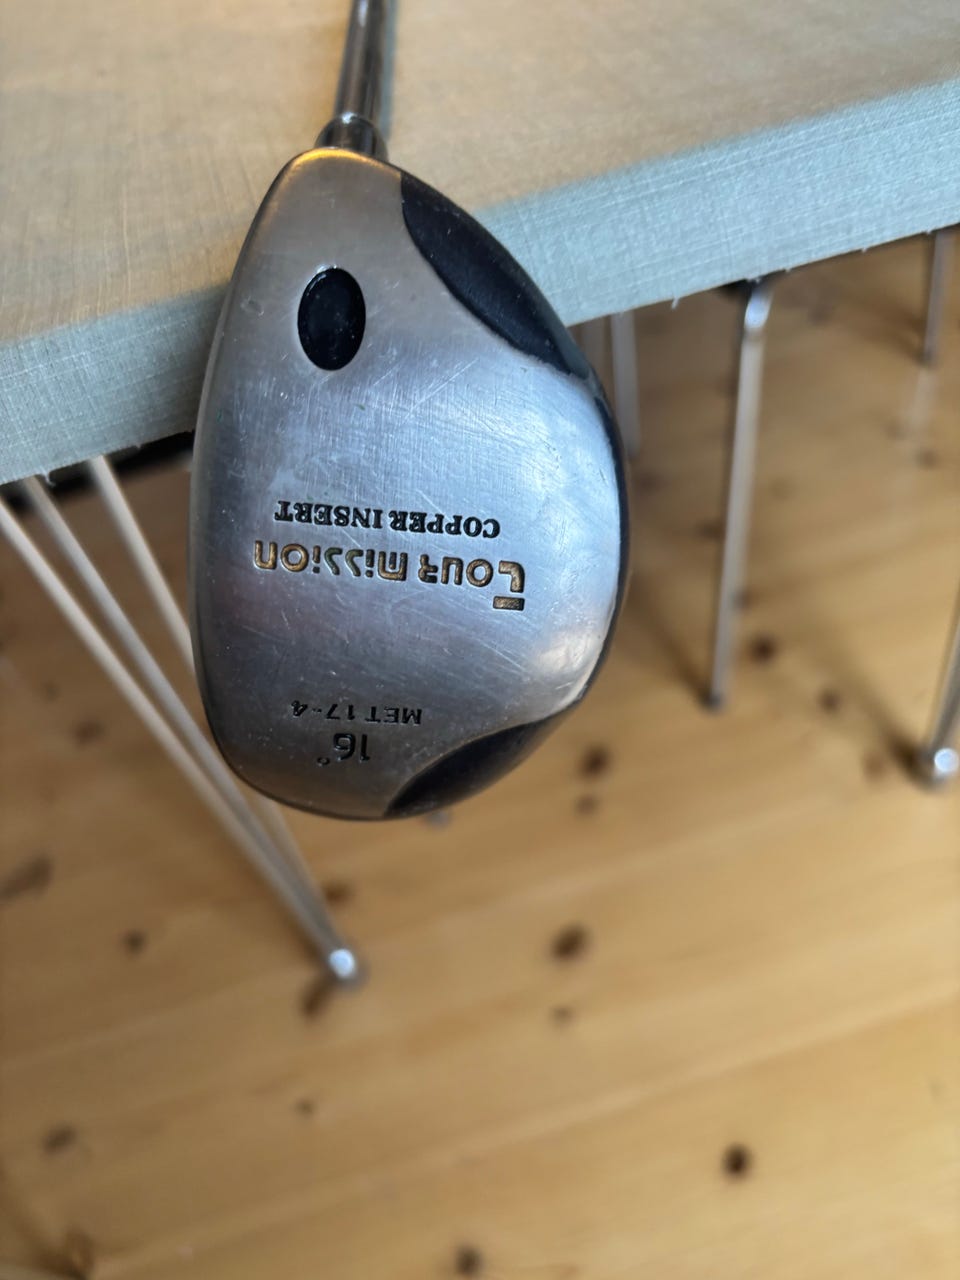 16°
MET 17-4
Tour mission
COPPER INSERT